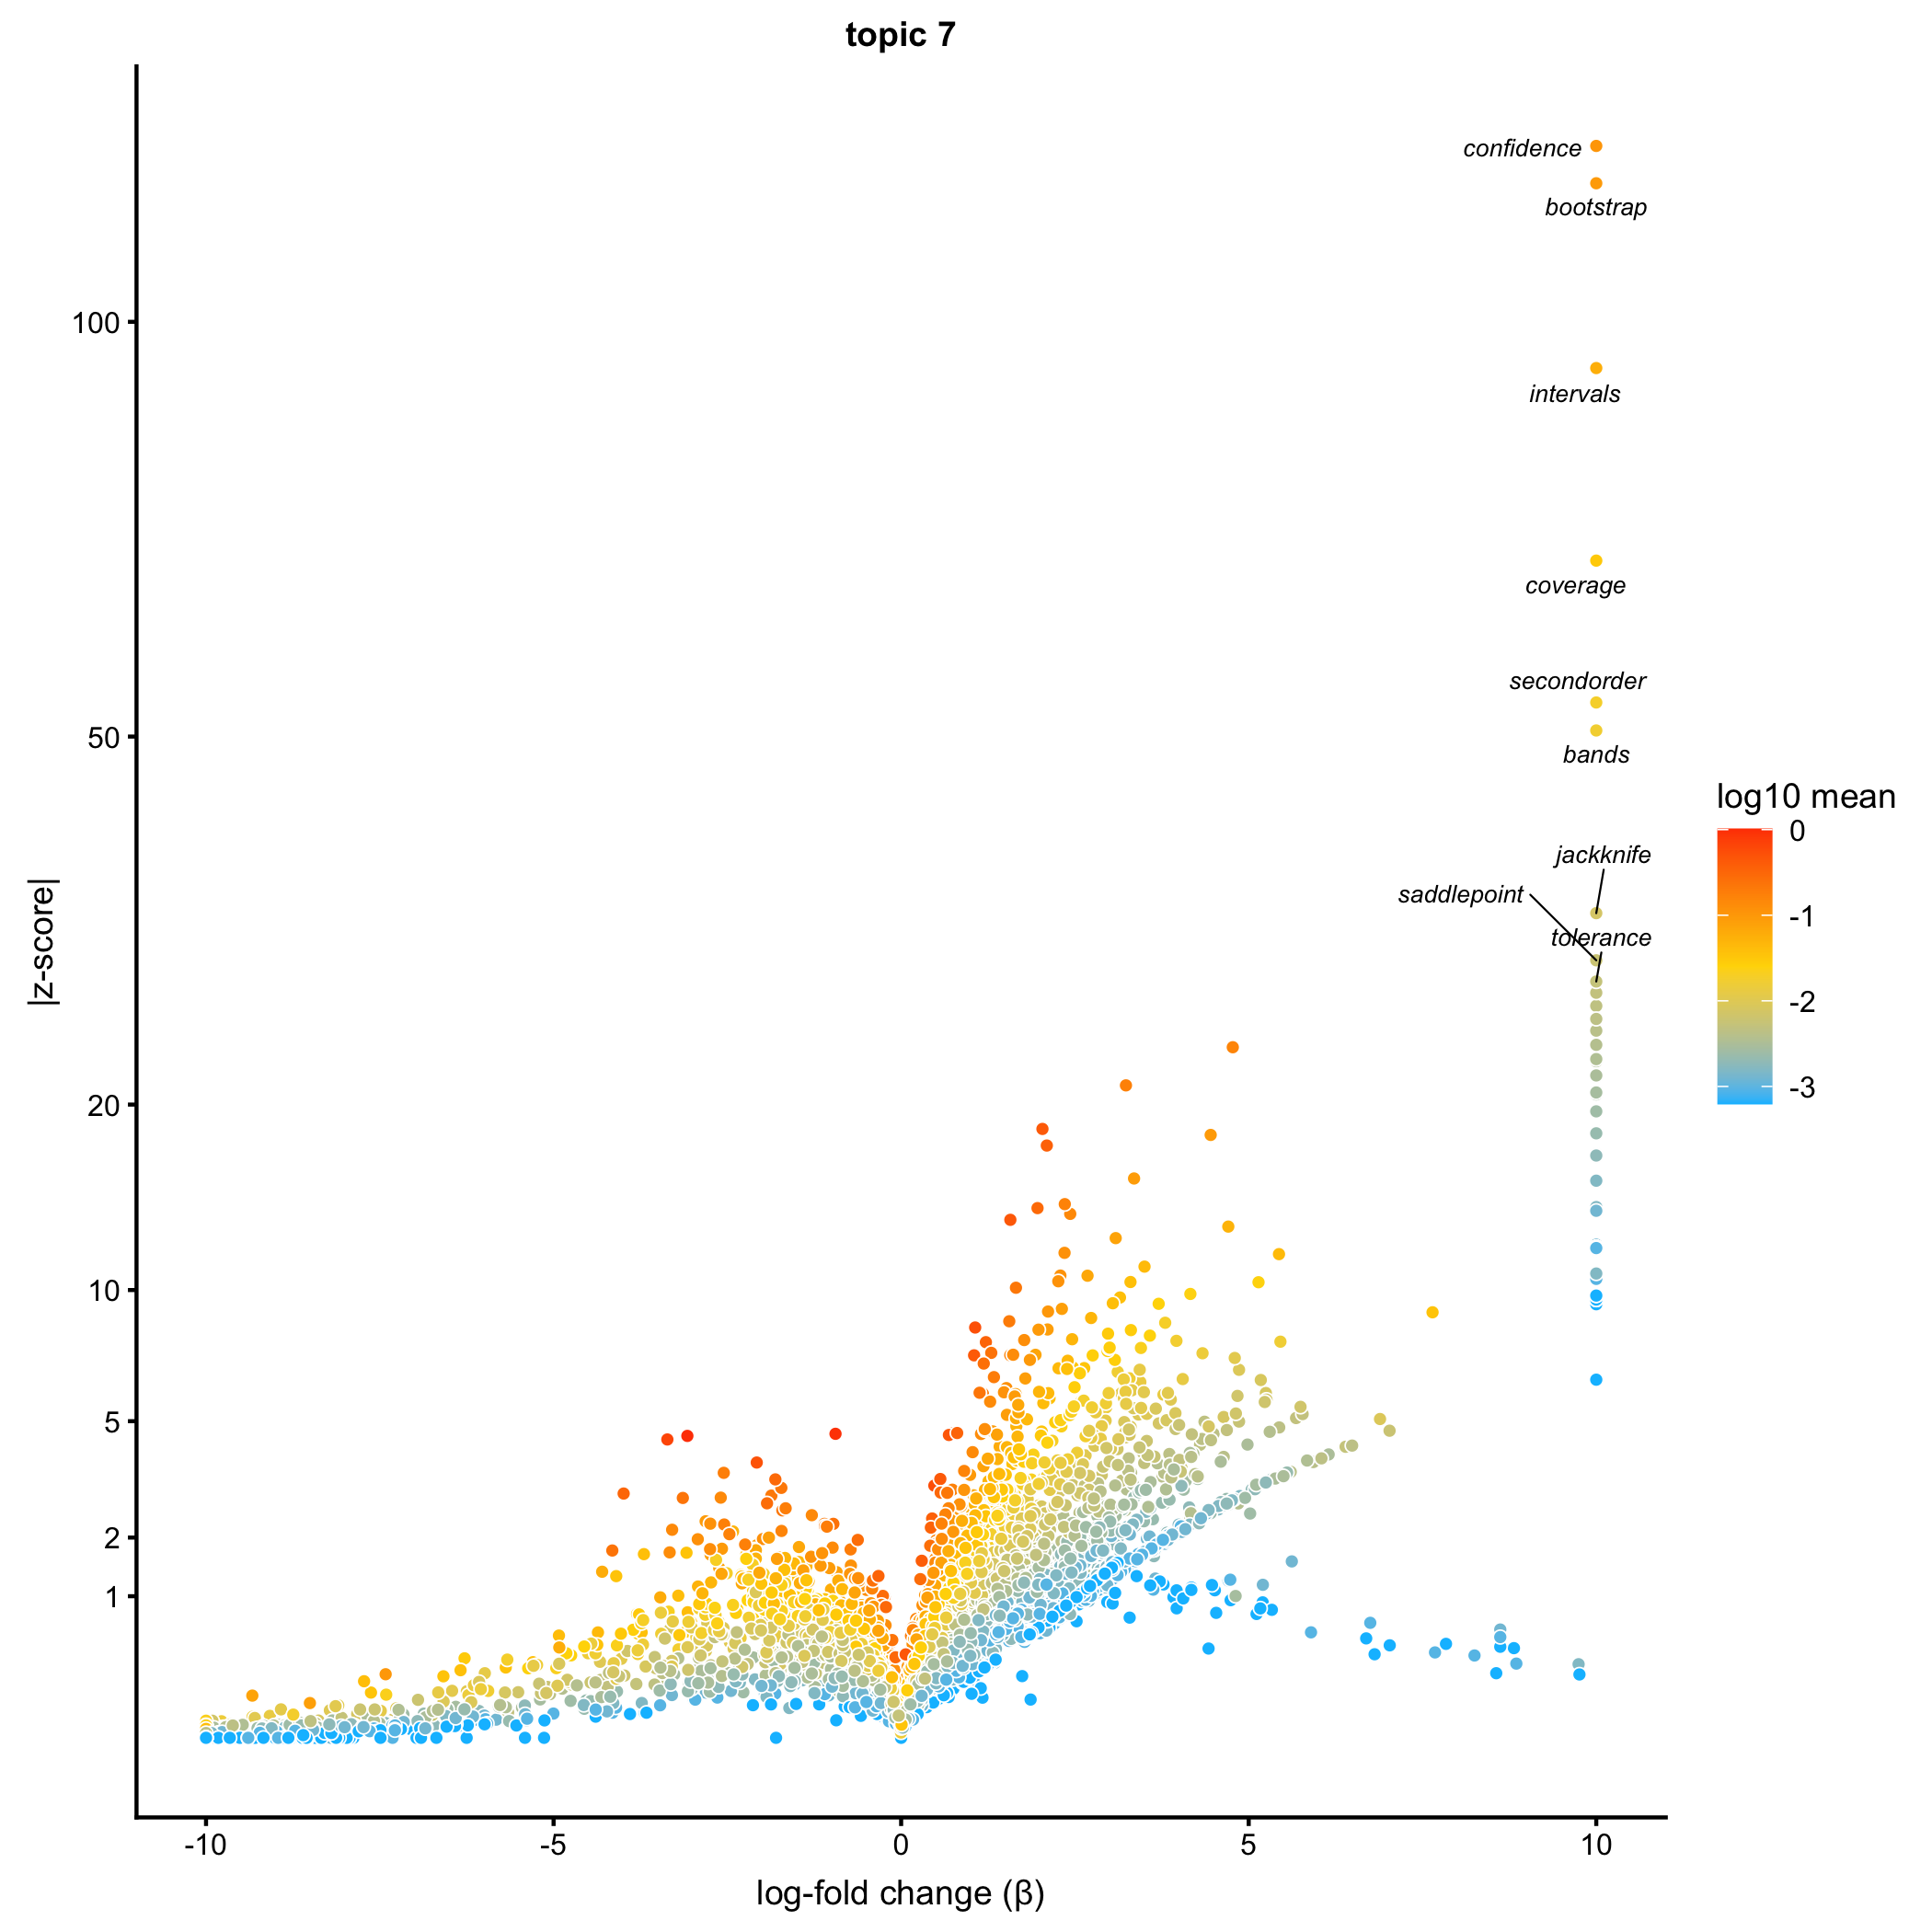 topic 7
confidence
bootstrap
100
intervals
coverage
secondorder
50
bands
log10 mean
0
jackknife
|z-score|
saddlepoint
-1
tolerance
-2
-3
20
10
5
2
1
-10
-5
0
5
10
log-fold change (β)